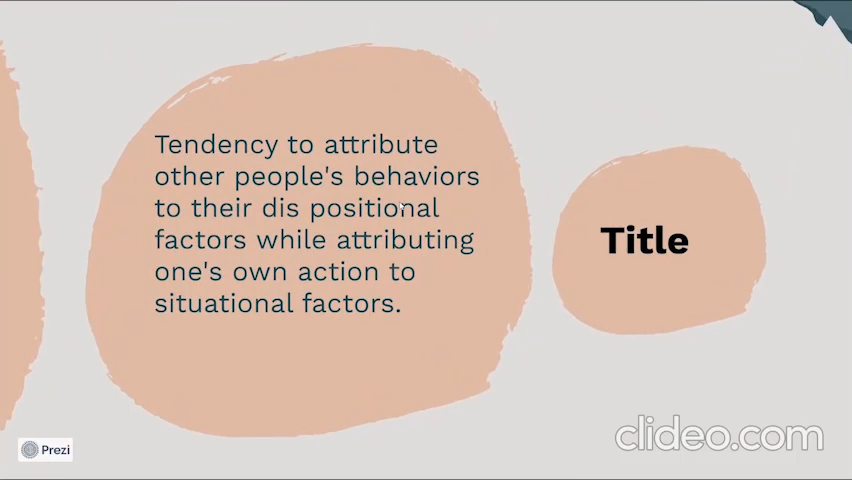 Tendency to attribute
other people's behaviors
to their dis positional
factors while attributing
one's own action to
situational factors.
Title
Prezi
clideo.com